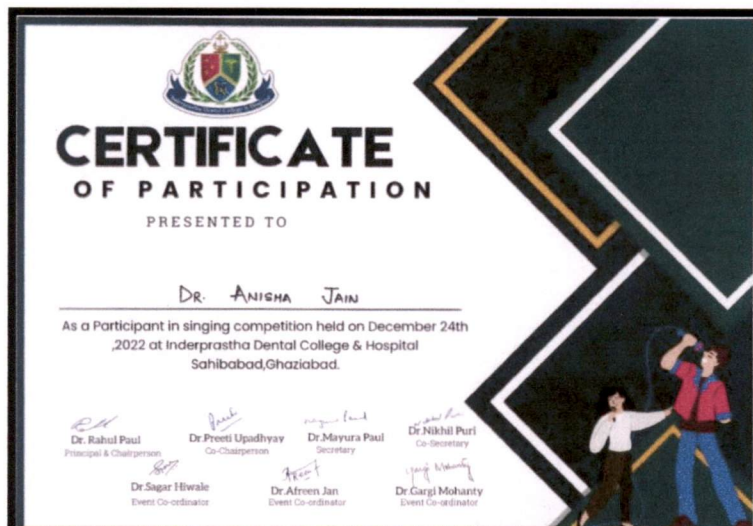 CERTIFICATE
OF PARTICIPATION
PRESENTED TO
DR. ANISHA JAIN
As a Participant in singing competition held on December 24th
,2022 at Inderprastha Dental College & Hospital
Sahibabad,Ghaziabad.
Dr. Rahul Paul
Principal & Chairperson
Dr.Preeti Upadhyay
Co-Chairperson
Dr.Mayura Paul
Secretary
Dr.Nikhil Puri
Co-Secretary
Dr.Sagar Hiwale
Event Co-ordinator
Dr.Afreen Jan
Event Co-ordinator
Gargi Mohanty
Dr.Gargi Mohanty
Event Co-ordinator